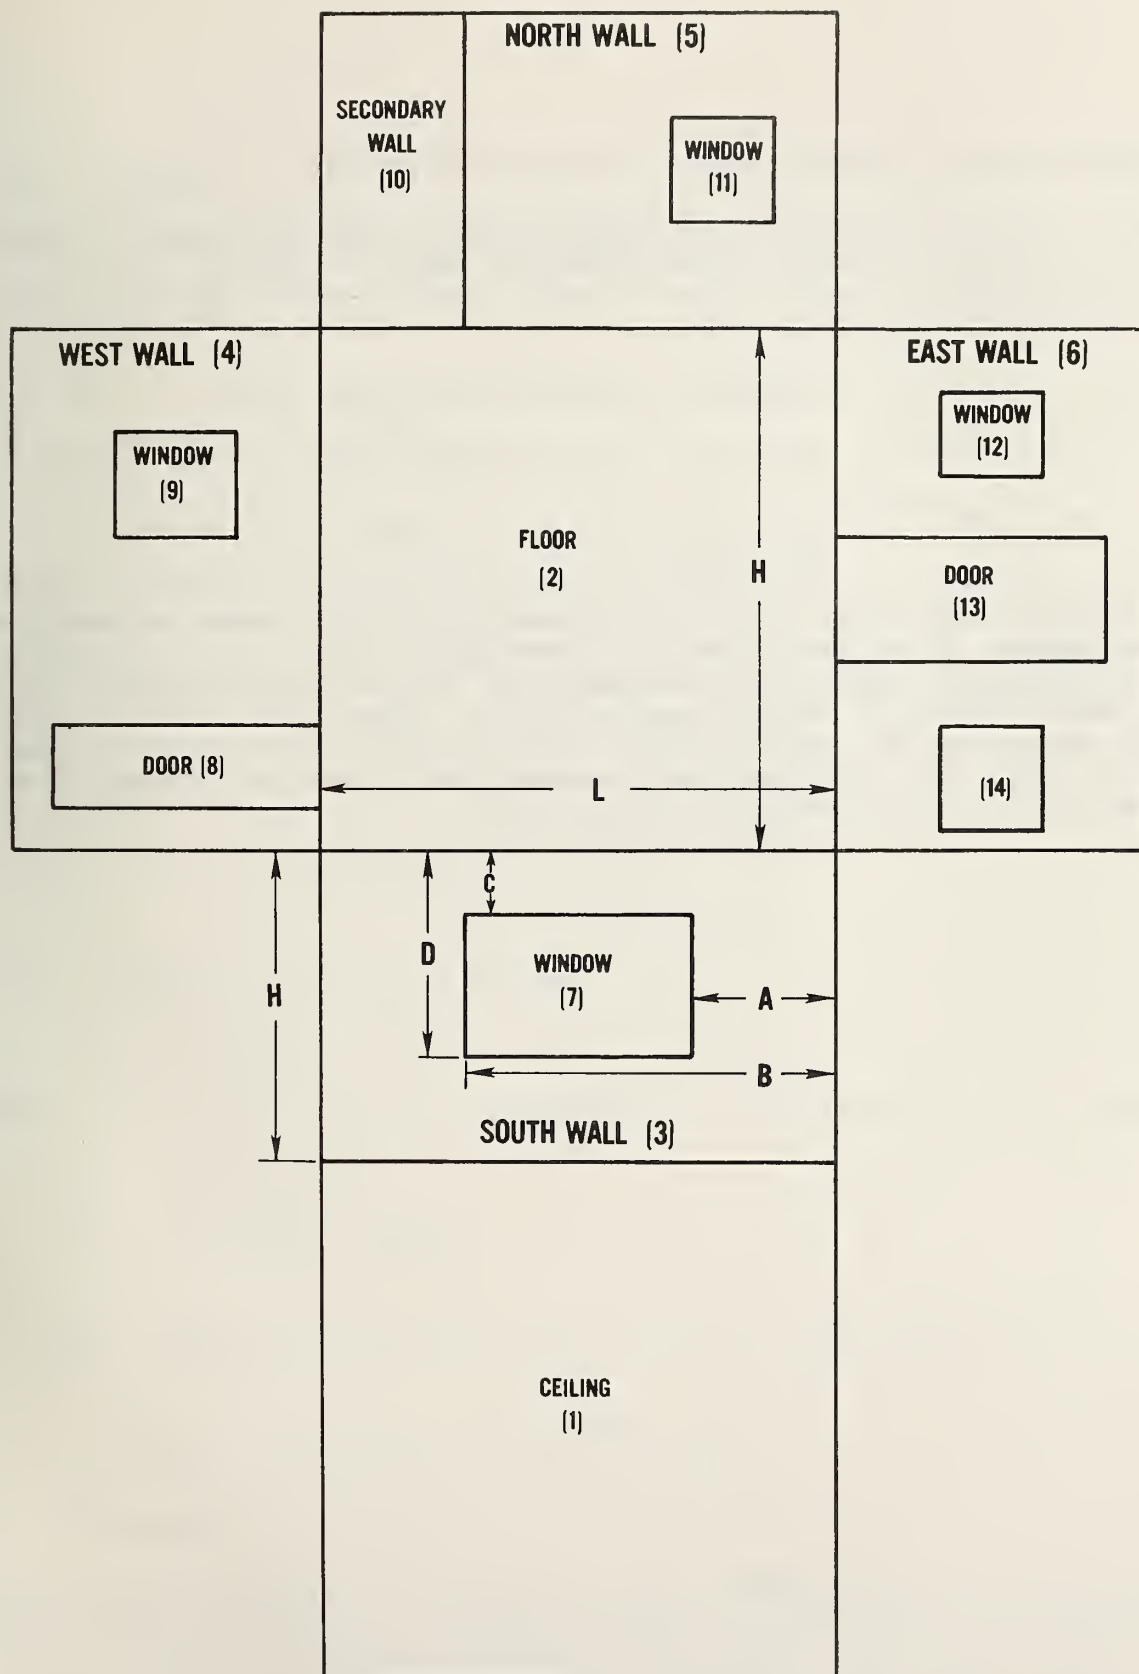 NORTH WALL (5)
SECONDARY
WALL
(10)
WINDOW
(11)
WEST WALL (4)
EAST WALL (6)
WINDOW
(9)
WINDOW
(12)
FLOOR
(2)
H
DOOR
(13)
DOOR (8)
L
(14)
C
D
WINDOW
(7)
H
A
B
SOUTH WALL (3)
CEILING
(1)